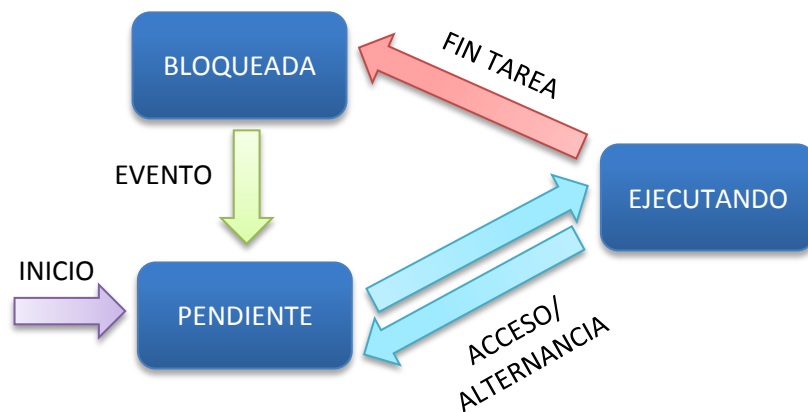 BLOQUEADA
FIN TAREA
EVENTO
EJECUTANDO
INICIO
PENDIENTE
ACCESO/
ALTERNANCIA